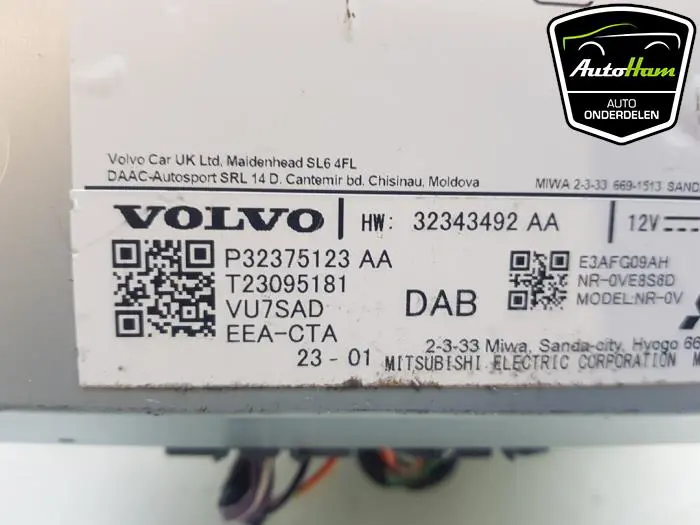 AutoHam
AUTO
ONDERDELEN
Volvo Car UK Ltd, Maidenhead SL6 4FL
DAAC-Autosport SRL 14 D. Cantemir bd. Chisinau, Moldova
MIWA 2-3-33 669-1513 SAND
VOLVO HW: 32343492 AA 12V
P32375123 AA
T23095181
VU7SAD
EEA-CTA
23-01
DAB
E3AFG09AH
NR-0VE8S8D
MODEL:NR-0V
2-3-33 Miwa, Sanda-city, Hyogo 66
MITSUBISHI ELECTRIC CORPORATION MADE